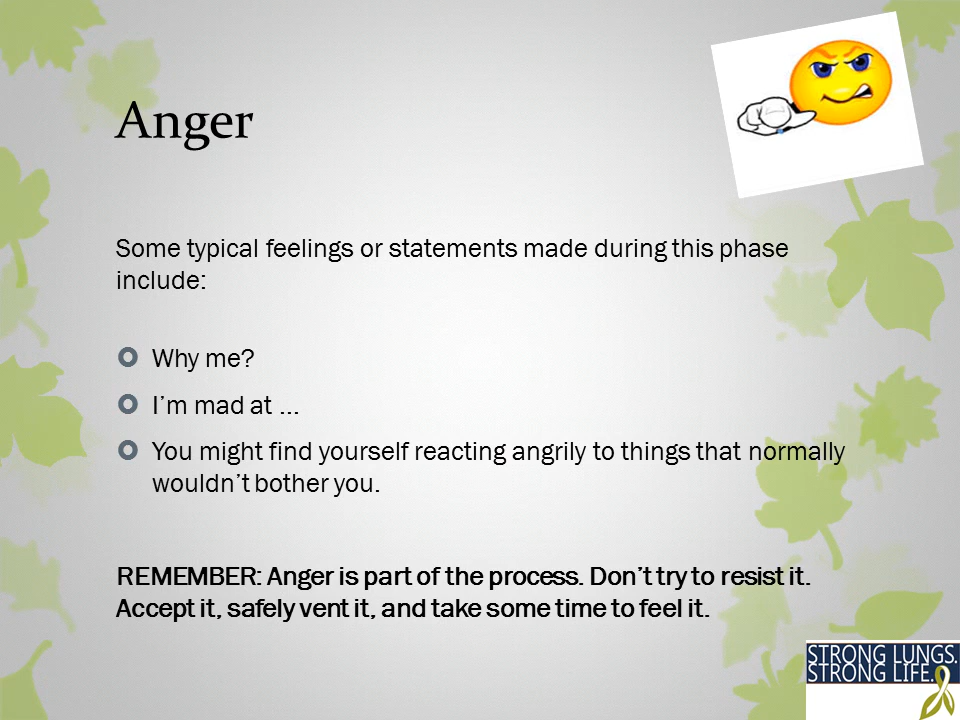 Anger
Some typical feelings or statements made during this phase
include:
Why me?
I’m mad at …
You might find yourself reacting angrily to things that normally
wouldn’t bother you.
REMEMBER: Anger is part of the process. Don’t try to resist it.
Accept it, safely vent it, and take some time to feel it.
STRONG LUNGS.
STRONG LIFE.